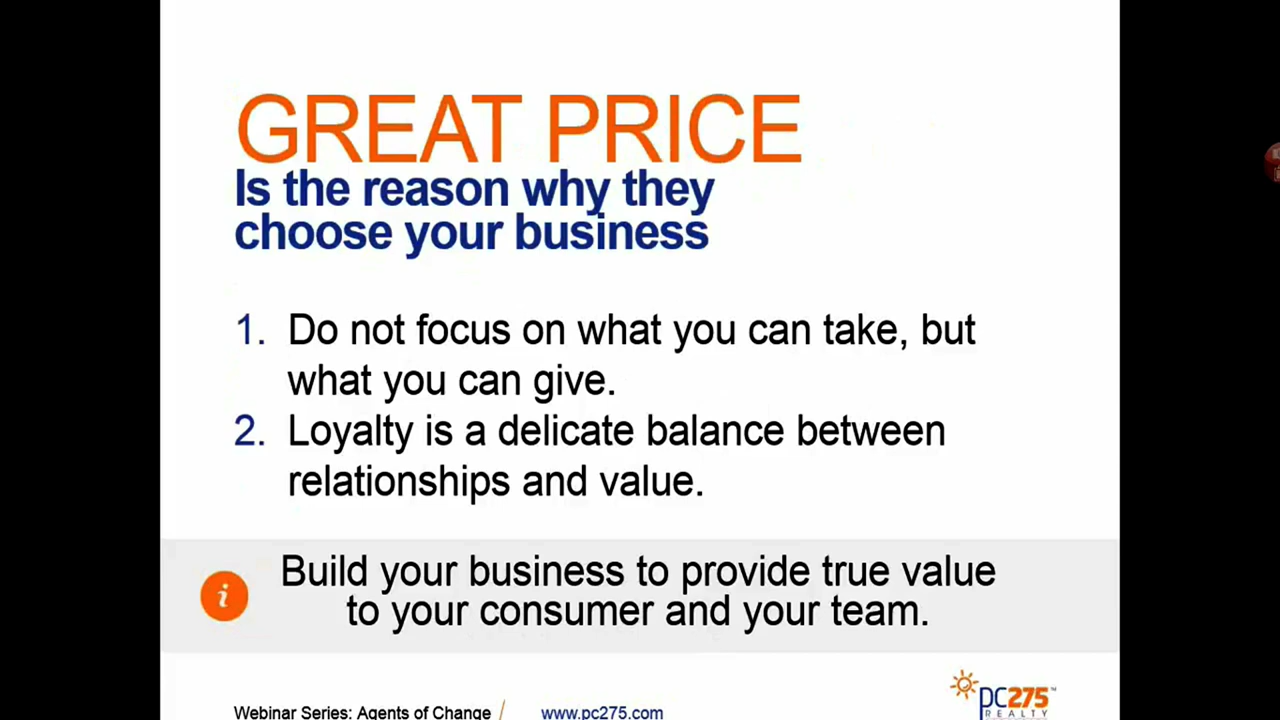 GREAT PRICE
Is the reason why they
choose your business
1. Do not focus on what you can take, but
what you can give.
2. Loyalty is a delicate balance between
relationships and value.
i
Build your business to provide true value
to your consumer and your team.
Webinar Series: Agents of Change / www.pc275.com
pc275™
REALTY